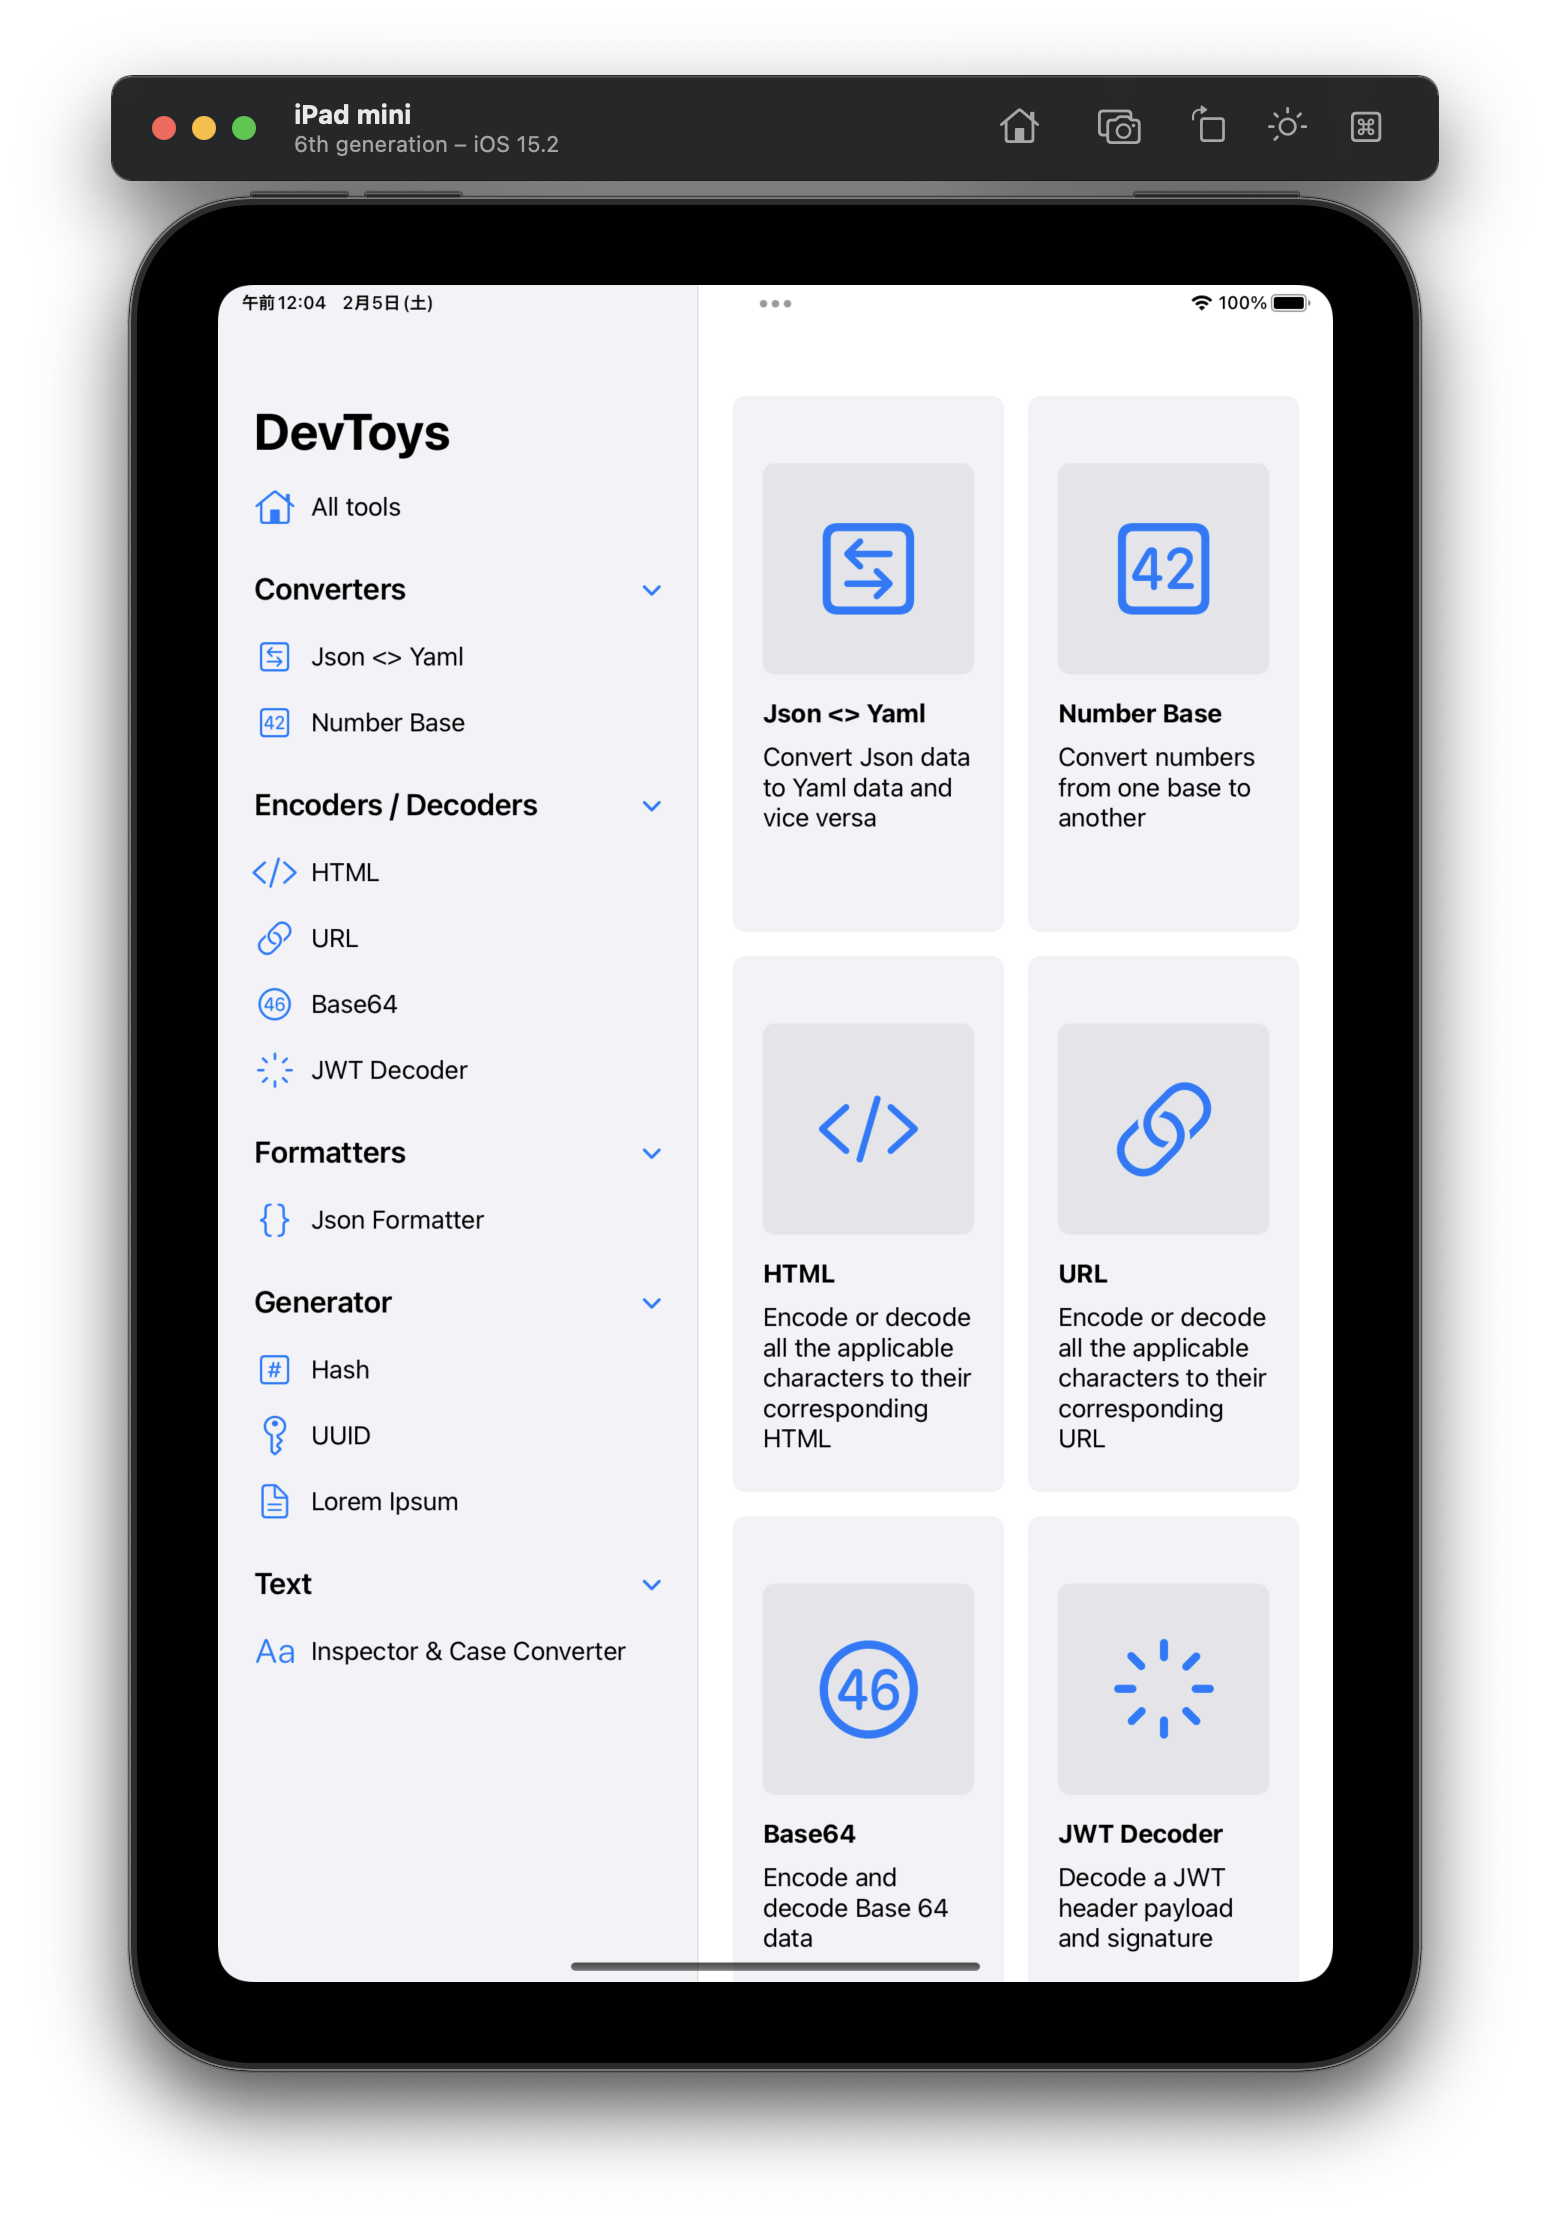 iPad mini
6th generation – iOS 15.2
午前12:04 2月5日(土)
100%
DevToys
All tools
Converters
Json <> Yaml
42 Number Base
Encoders / Decoders
</> HTML
URL
46 Base64
JWT Decoder
Formatters
{} Json Formatter
Generator
# Hash
UUID
Lorem Ipsum
Text
Aa Inspector & Case Converter
Json <> Yaml
Convert Json data
to Yaml data and
vice versa
42
Number Base
Convert numbers
from one base to
another
</>
HTML
Encode or decode
all the applicable
characters to their
corresponding
HTML
URL
Encode or decode
all the applicable
characters to their
corresponding
URL
46
Base64
Encode and
decode Base 64
data
JWT Decoder
Decode a JWT
header payload
and signature